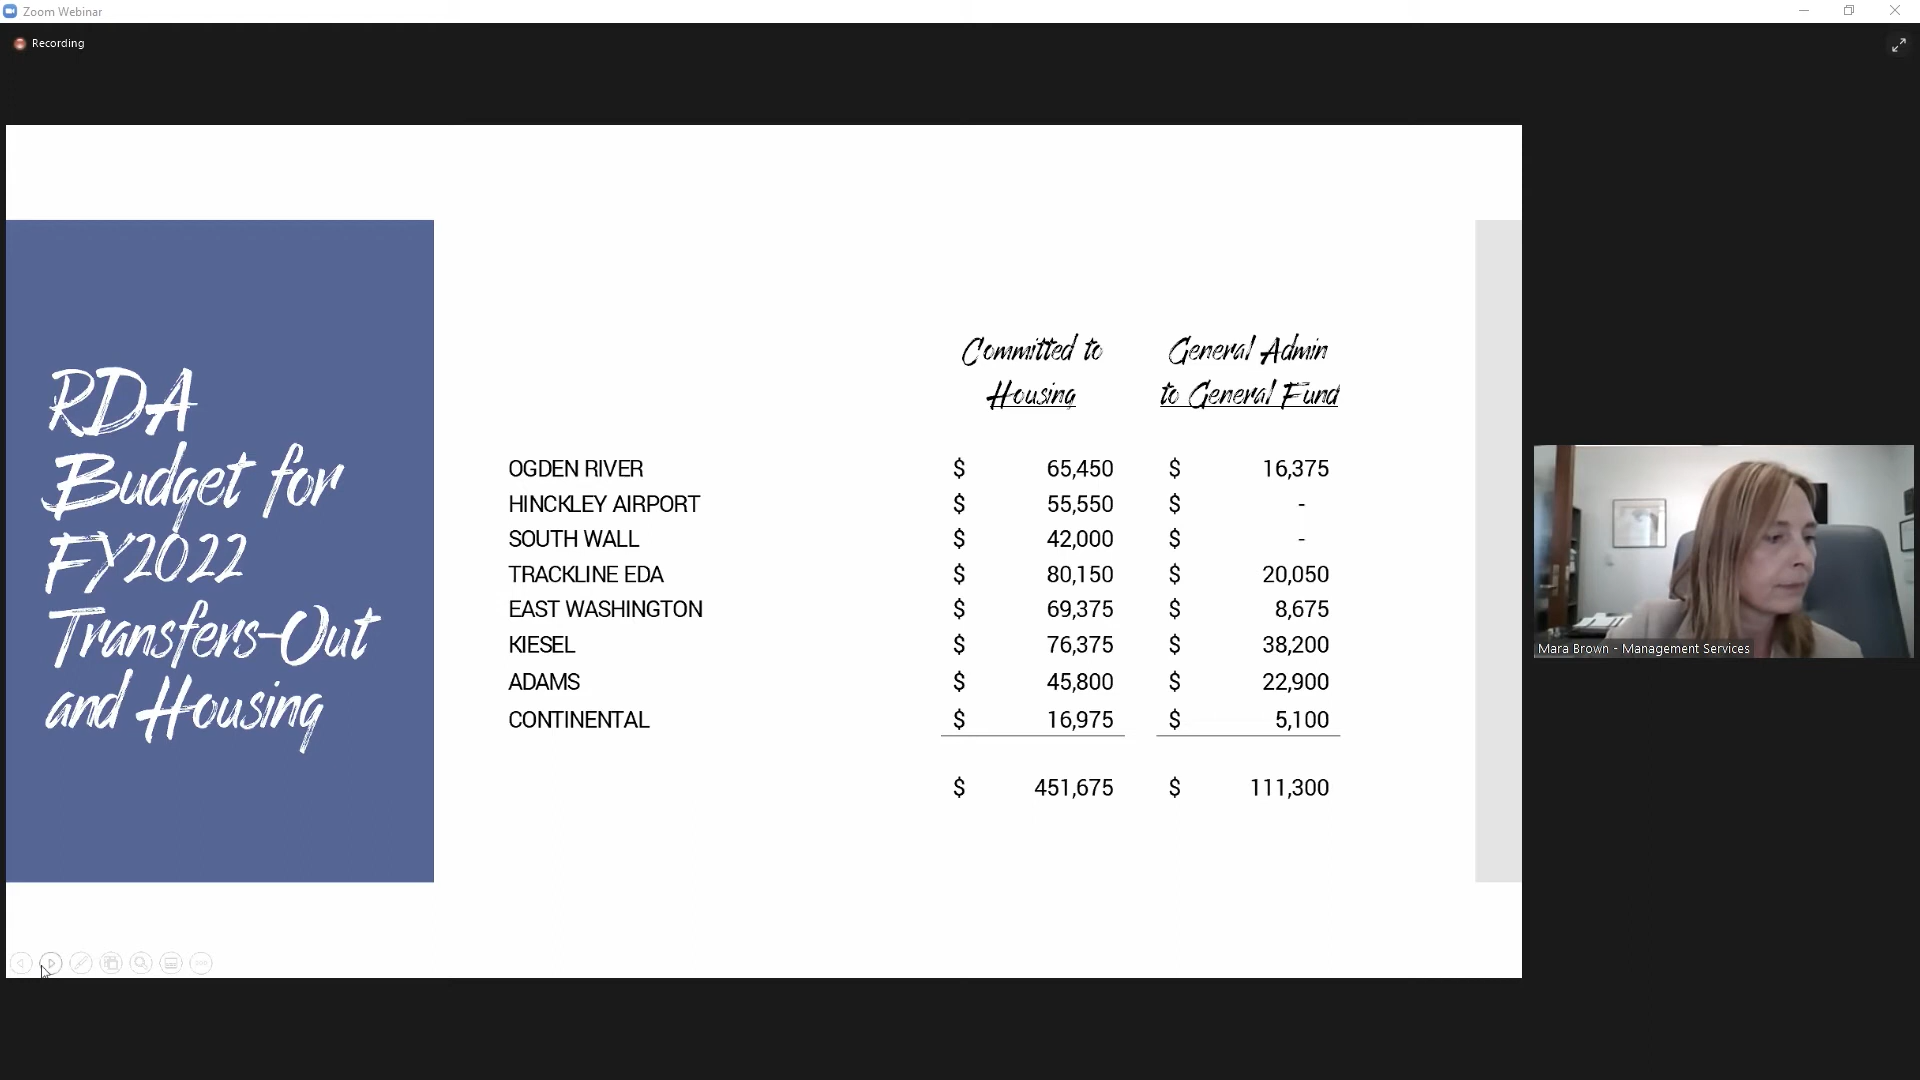 Zoom Webinar
Recording
RDA
Budget for
FY2022
Transfers-Out
and Housing
Committed to
Housing
General Admin
to General Fund
OGDEN RIVER $ 65,450 $ 16,375
HINCKLEY AIRPORT $ 55,550 $ -
SOUTH WALL $ 42,000 $ -
TRACKLINE EDA $ 80,150 $ 20,050
EAST WASHINGTON $ 69,375 $ 8,675
KIESEL $ 76,375 $ 38,200
ADAMS $ 45,800 $ 22,900
CONTINENTAL $ 16,975 $ 5,100
$ 451,675 $ 111,300
Mara Brown - Management Services